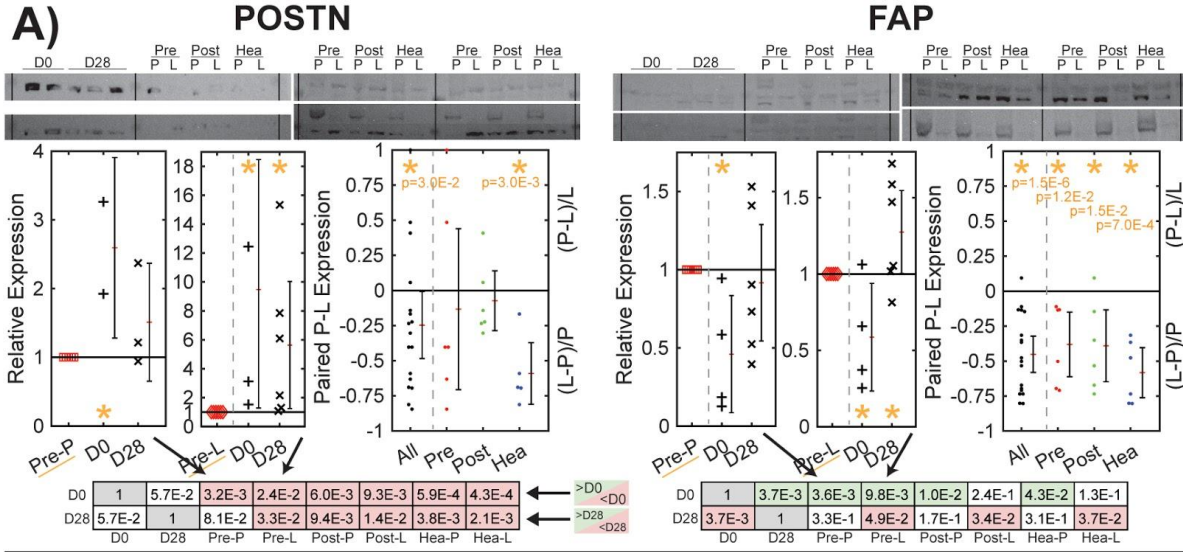 A)
POSTN
FAP
D0 D28 Pre Post Hea Pre Post Hea Pre Post Hea
P L P L P L P L P L P L P L P L P L
D0 D28 Pre Post Hea Pre Post Hea Pre Post Hea
P L P L P L P L P L P L P L P L P L
Relative Expression
4
3
2
1
0
Pre-P D0 D28
*
18
16
14
12
10
8
6
4
2
1
0
Pre-L D0 D28
* *
Paired P-L Expression
1
0.75
0.5
0.25
0
-0.25
-0.5
-0.75
-1
* *
p=3.0E-2 p=3.0E-3
All Pre Post Hea
(P-L)/L
(L-P)/P
Relative Expression
1.5
1
0.5
0
*
Pre-P D0 D28
1.5
1
0.5
0
* *
Pre-L D0 D28
Paired P-L Expression
1
0.75
0.5
0.25
0
-0.25
-0.5
-0.75
-1
* * * *
p=1.5E-6
p=1.2E-2
p=1.5E-2
p=7.0E-4
All Pre Post Hea
(P-L)/L
(L-P)/P
D0 1 5.7E-2 3.2E-3 2.4E-2 6.0E-3 9.3E-3 5.9E-4 4.3E-4
D28 5.7E-2 1 8.1E-2 3.3E-2 9.4E-3 1.4E-2 3.8E-3 2.1E-3
D0 D28 Pre-P Pre-L Post-P Post-L Hea-P Hea-L
>D0
<D0
>D28
<D28
D0 1 3.7E-3 3.6E-3 9.8E-3 1.0E-2 2.4E-1 4.3E-2 1.3E-1
D28 3.7E-3 1 3.3E-1 4.9E-2 1.7E-1 3.4E-2 3.1E-1 3.7E-2
D0 D28 Pre-P Pre-L Post-P Post-L Hea-P Hea-L